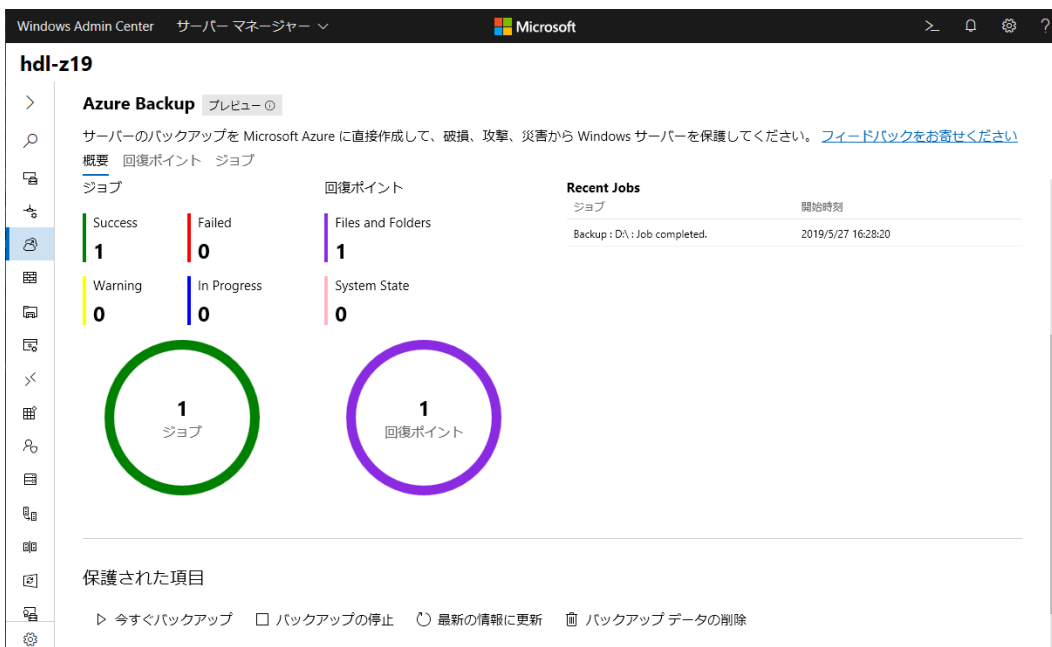 Windows Admin Center サーバー マネージャー Microsoft
hdl-z19
Azure Backup プレビュー
サーバーのバックアップを Microsoft Azure に直接作成して、破損、攻撃、災害から Windows サーバーを保護してください。 フィードバックをお寄せください
概要 回復ポイント ジョブ
ジョブ
Success Failed
1 0
Warning In Progress
0 0
1
ジョブ
回復ポイント
Files and Folders
1
System State
0
1
回復ポイント
Recent Jobs
ジョブ 開始時刻
Backup : D:\ : Job completed. 2019/5/27 16:28:20
保護された項目
今すぐバックアップ バックアップの停止 最新の情報に更新 バックアップ データの削除